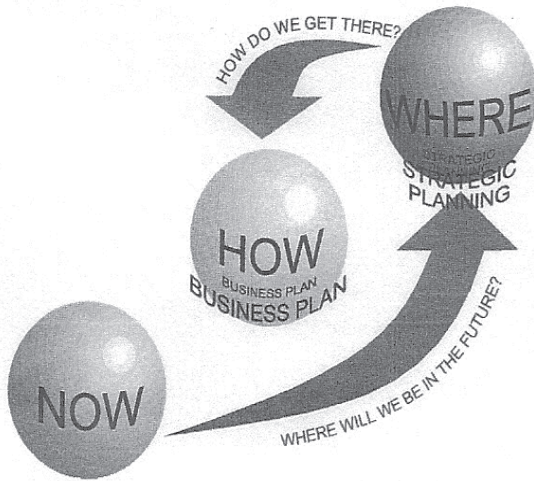 HOW DO WE GET THERE?
WHERE
STRATEGIC
STRATEGIC
PLANNING
HOW
BUSINESS PLAN
BUSINESS PLAN
NOW
WHERE WILL WE BE IN THE FUTURE?